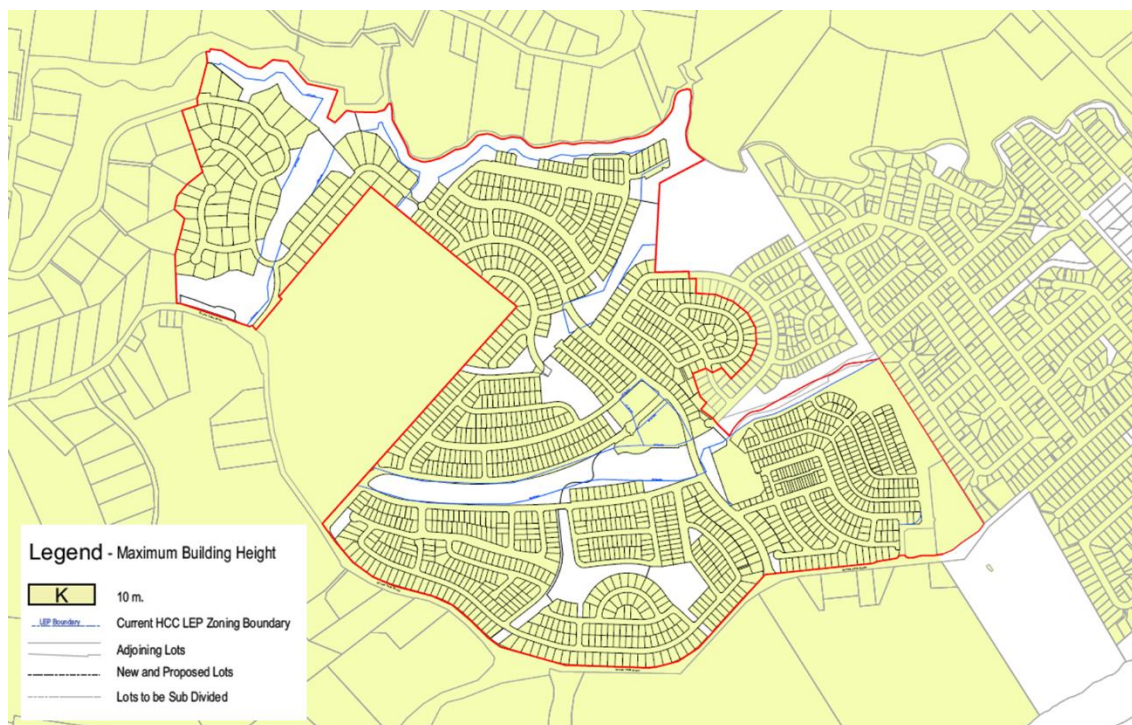 Legend - Maximum Building Height
K 10 m.
LEP Boundary Current HCC LEP Zoning Boundary
Adjoining Lots
New and Proposed Lots
Lots to be Sub Divided